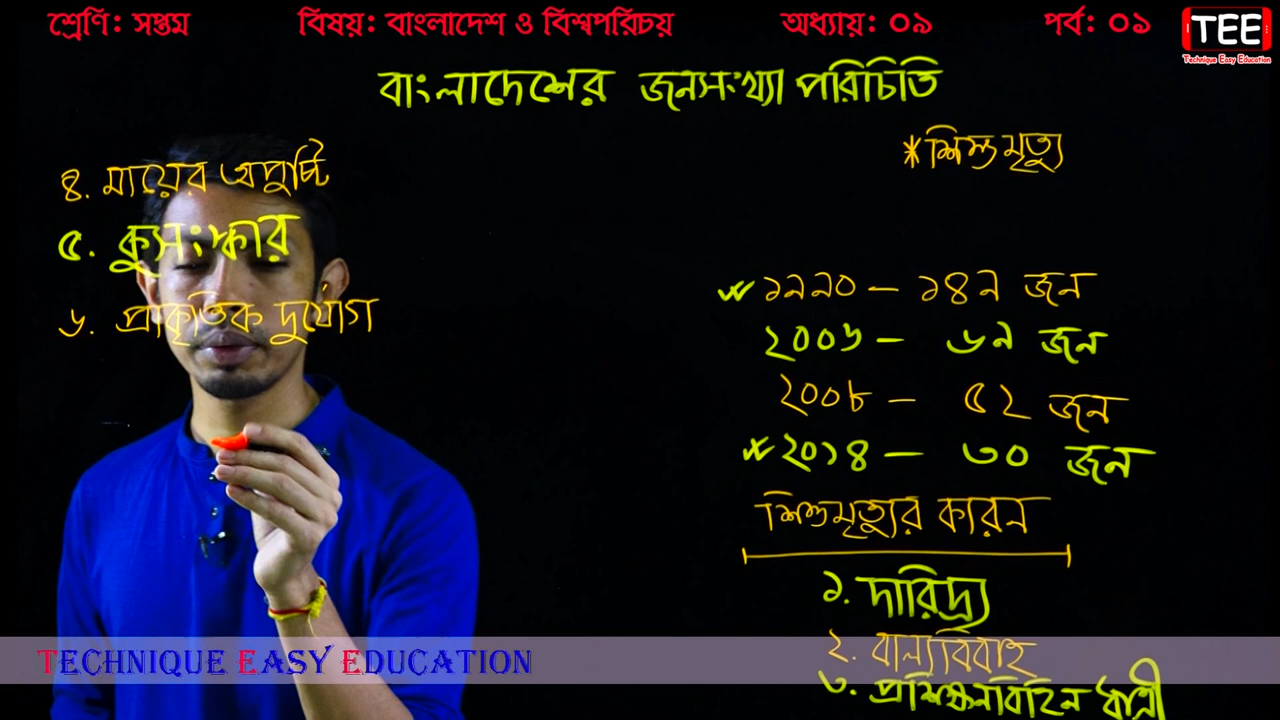 শ্রেণি: সপ্তম বিষয়: বাংলাদেশ ও বিশ্বপরিচয় অধ্যায়: ০৯ পর্ব: ০১
TEE
Technique Easy Education
বাংলাদেশের জনসংখ্যা পরিচিতি
*শিশুমৃত্যু
১৯৯০ – ১৪৯ জন
২০০৬ – ৬৯ জন
২০০৮ – ৫২ জন
২০১৪ – ৩০ জন
শিশুমৃত্যুর কারন
১. দারিদ্র্য
২. বাল্যবিবাহ
৩. প্রশিক্ষনবিহিন ধাত্রী
৪. মায়ের অপুষ্টি
৫. কুসংস্কার
৬. প্রাকৃতিক দুর্যোগ
TECHNIQUE EASY EDUCATION